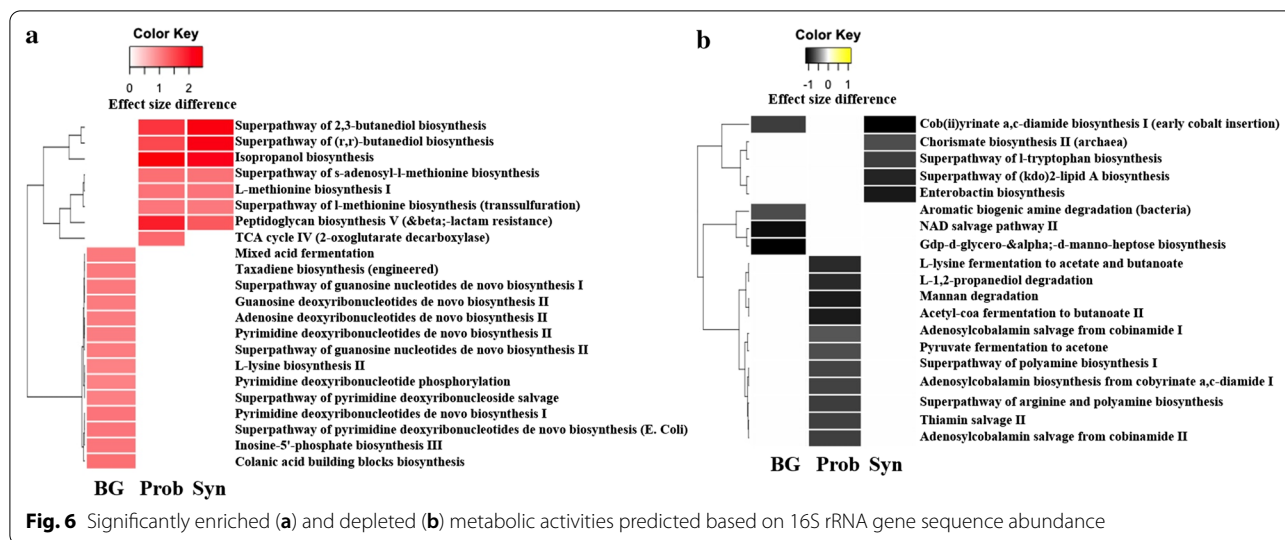 a
Color Key
0 1 2
Effect size difference
Superpathway of 2,3-butanediol biosynthesis
Superpathway of (r,r)-butanediol biosynthesis
Isopropanol biosynthesis
Superpathway of s-adenosyl-l-methionine biosynthesis
L-methionine biosynthesis I
Superpathway of l-methionine biosynthesis (transsulfuration)
Peptidoglycan biosynthesis V (&beta;-lactam resistance)
TCA cycle IV (2-oxoglutarate decarboxylase)
Mixed acid fermentation
Taxadiene biosynthesis (engineered)
Superpathway of guanosine nucleotides de novo biosynthesis I
Guanosine deoxyribonucleotides de novo biosynthesis II
Adenosine deoxyribonucleotides de novo biosynthesis II
Pyrimidine deoxyribonucleotides de novo biosynthesis II
Superpathway of guanosine nucleotides de novo biosynthesis II
L-lysine biosynthesis II
Pyrimidine deoxyribonucleotide phosphorylation
Superpathway of pyrimidine deoxyribonucleoside salvage
Pyrimidine deoxyribonucleotides de novo biosynthesis I
Superpathway of pyrimidine deoxyribonucleotides de novo biosynthesis (E. Coli)
Inosine-5'-phosphate biosynthesis III
Colanic acid building blocks biosynthesis
BG Prob Syn
b
Color Key
-1 0 1
Effect size difference
Cob(ii)yrinate a,c-diamide biosynthesis I (early cobalt insertion)
Chorismate biosynthesis II (archaea)
Superpathway of l-tryptophan biosynthesis
Superpathway of (kdo)2-lipid A biosynthesis
Enterobactin biosynthesis
Aromatic biogenic amine degradation (bacteria)
NAD salvage pathway II
Gdp-d-glycero-&alpha;-d-manno-heptose biosynthesis
L-lysine fermentation to acetate and butanoate
L-1,2-propanediol degradation
Mannan degradation
Acetyl-coa fermentation to butanoate II
Adenosylcobalamin salvage from cobinamide I
Pyruvate fermentation to acetone
Superpathway of polyamine biosynthesis I
Adenosylcobalamin biosynthesis from cobyrinate a,c-diamide I
Superpathway of arginine and polyamine biosynthesis
Thiamin salvage II
Adenosylcobalamin salvage from cobinamide II
BG Prob Syn
Fig. 6 Significantly enriched (a) and depleted (b) metabolic activities predicted based on 16S rRNA gene sequence abundance